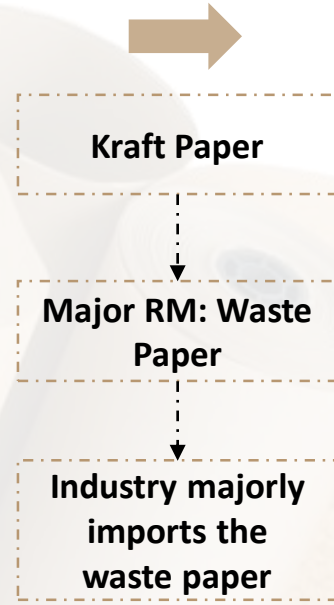 Kraft Paper
Major RM: Waste
Paper
Industry majorly
imports the
waste paper